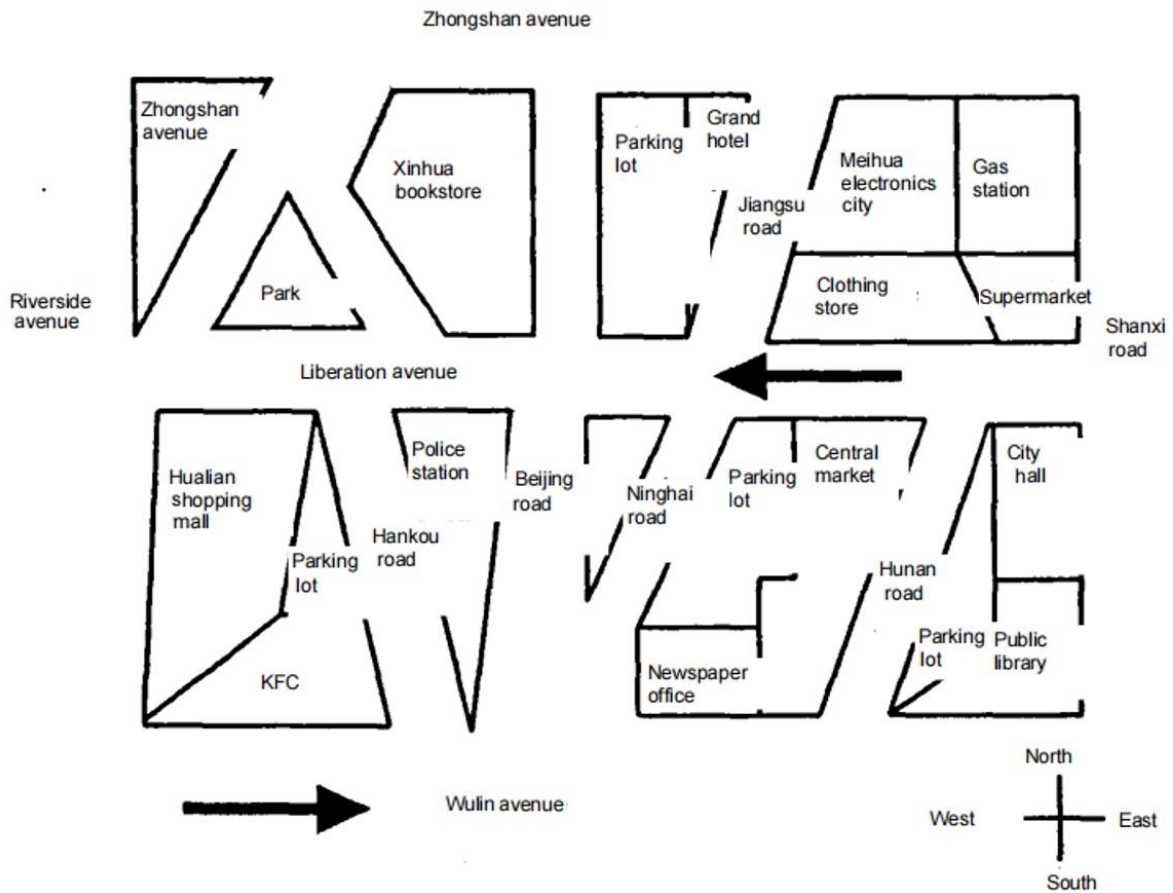 Zhongshan avenue
Zhongshan
avenue
Xinhua
bookstore
Parking
lot
Grand
hotel
Meihua
electronics
city
Gas
station
Jiangsu
road
Park
Clothing
store
Supermarket
Riverside
avenue
Shanxi
road
Liberation avenue
Hualian
shopping
mall
Police
station
Beijing
road
Ninghai
road
Parking
lot
Central
market
City
hall
Parking
lot
Hankou
road
Hunan
road
KFC
Newspaper
office
Parking
lot
Public
library
Wulin avenue
North
West
East
South